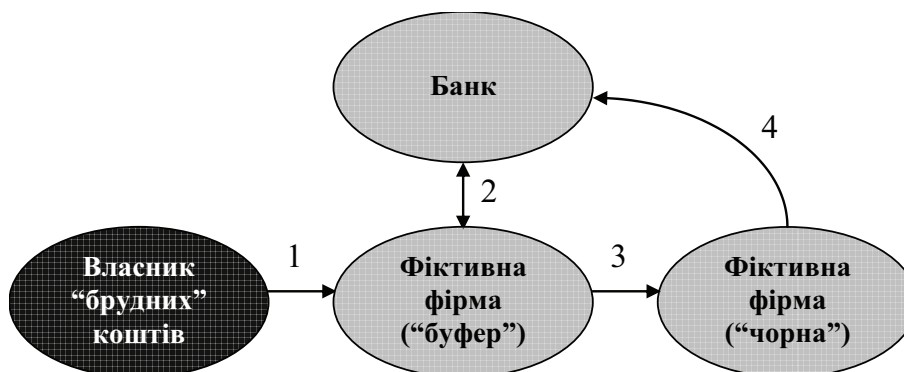 Банк
4
2
1
3
Власник
“брудних”
коштів
Фіктивна
фірма
(“буфер”)
Фіктивна
фірма
(“чорна”)